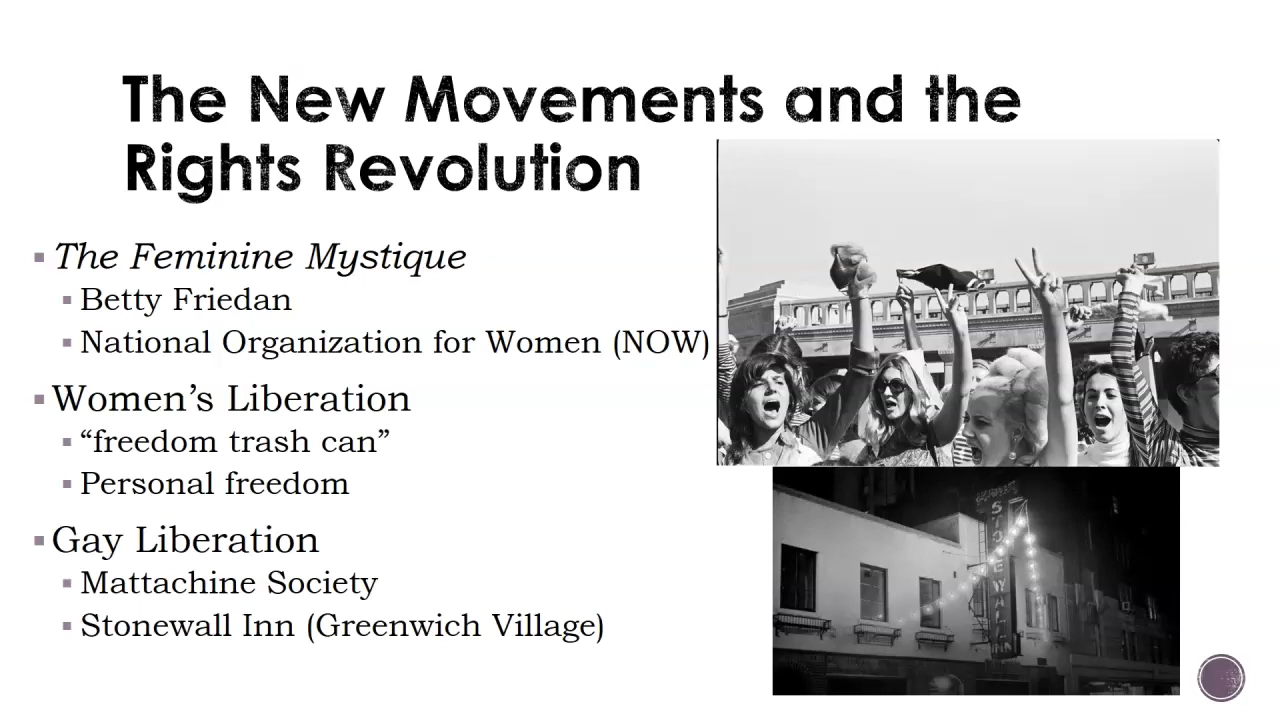 The New Movements and the
Rights Revolution
The Feminine Mystique
Betty Friedan
National Organization for Women (NOW)
Women’s Liberation
“freedom trash can”
Personal freedom
Gay Liberation
Mattachine Society
Stonewall Inn (Greenwich Village)
STONEWALL